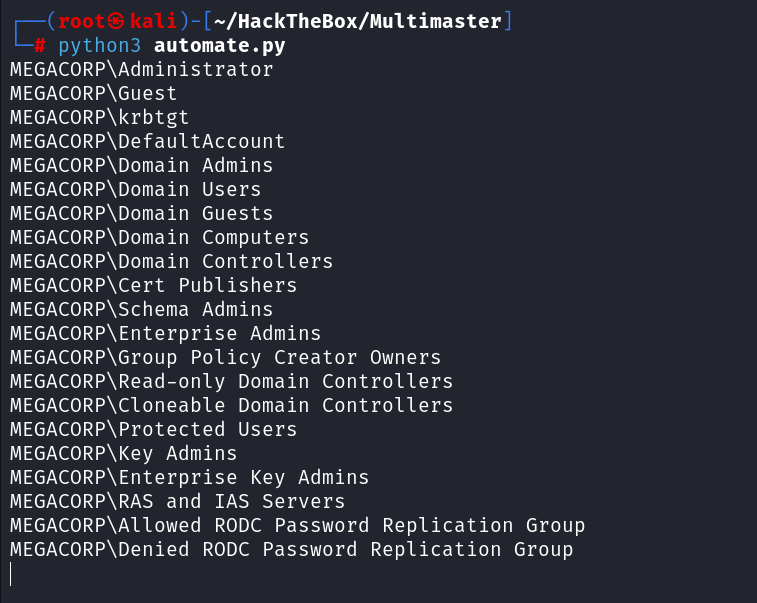 ┌──(root㉿kali)-[~/HackTheBox/Multimaster]
└─# python3 automate.py
MEGACORP\Administrator
MEGACORP\Guest
MEGACORP\krbtgt
MEGACORP\DefaultAccount
MEGACORP\Domain Admins
MEGACORP\Domain Users
MEGACORP\Domain Guests
MEGACORP\Domain Computers
MEGACORP\Domain Controllers
MEGACORP\Cert Publishers
MEGACORP\Schema Admins
MEGACORP\Enterprise Admins
MEGACORP\Group Policy Creator Owners
MEGACORP\Read-only Domain Controllers
MEGACORP\Cloneable Domain Controllers
MEGACORP\Protected Users
MEGACORP\Key Admins
MEGACORP\Enterprise Key Admins
MEGACORP\RAS and IAS Servers
MEGACORP\Allowed RODC Password Replication Group
MEGACORP\Denied RODC Password Replication Group